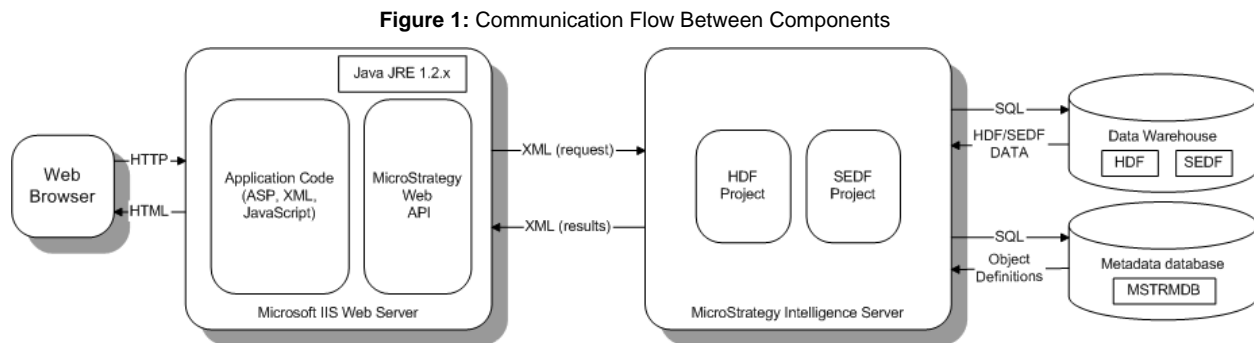 Figure 1: Communication Flow Between Components
Java JRE 1.2.x
Web
Browser
HTTP
HTML
Application Code
(ASP, XML,
JavaScript)
MicroStrategy
Web
API
Microsoft IIS Web Server
XML (request)
XML (results)
HDF
Project
SEDF
Project
MicroStrategy Intelligence Server
SQL
HDF/SEDF
DATA
Data Warehouse
HDF
SEDF
SQL
Object
Definitions
Metadata database
MSTRMDB